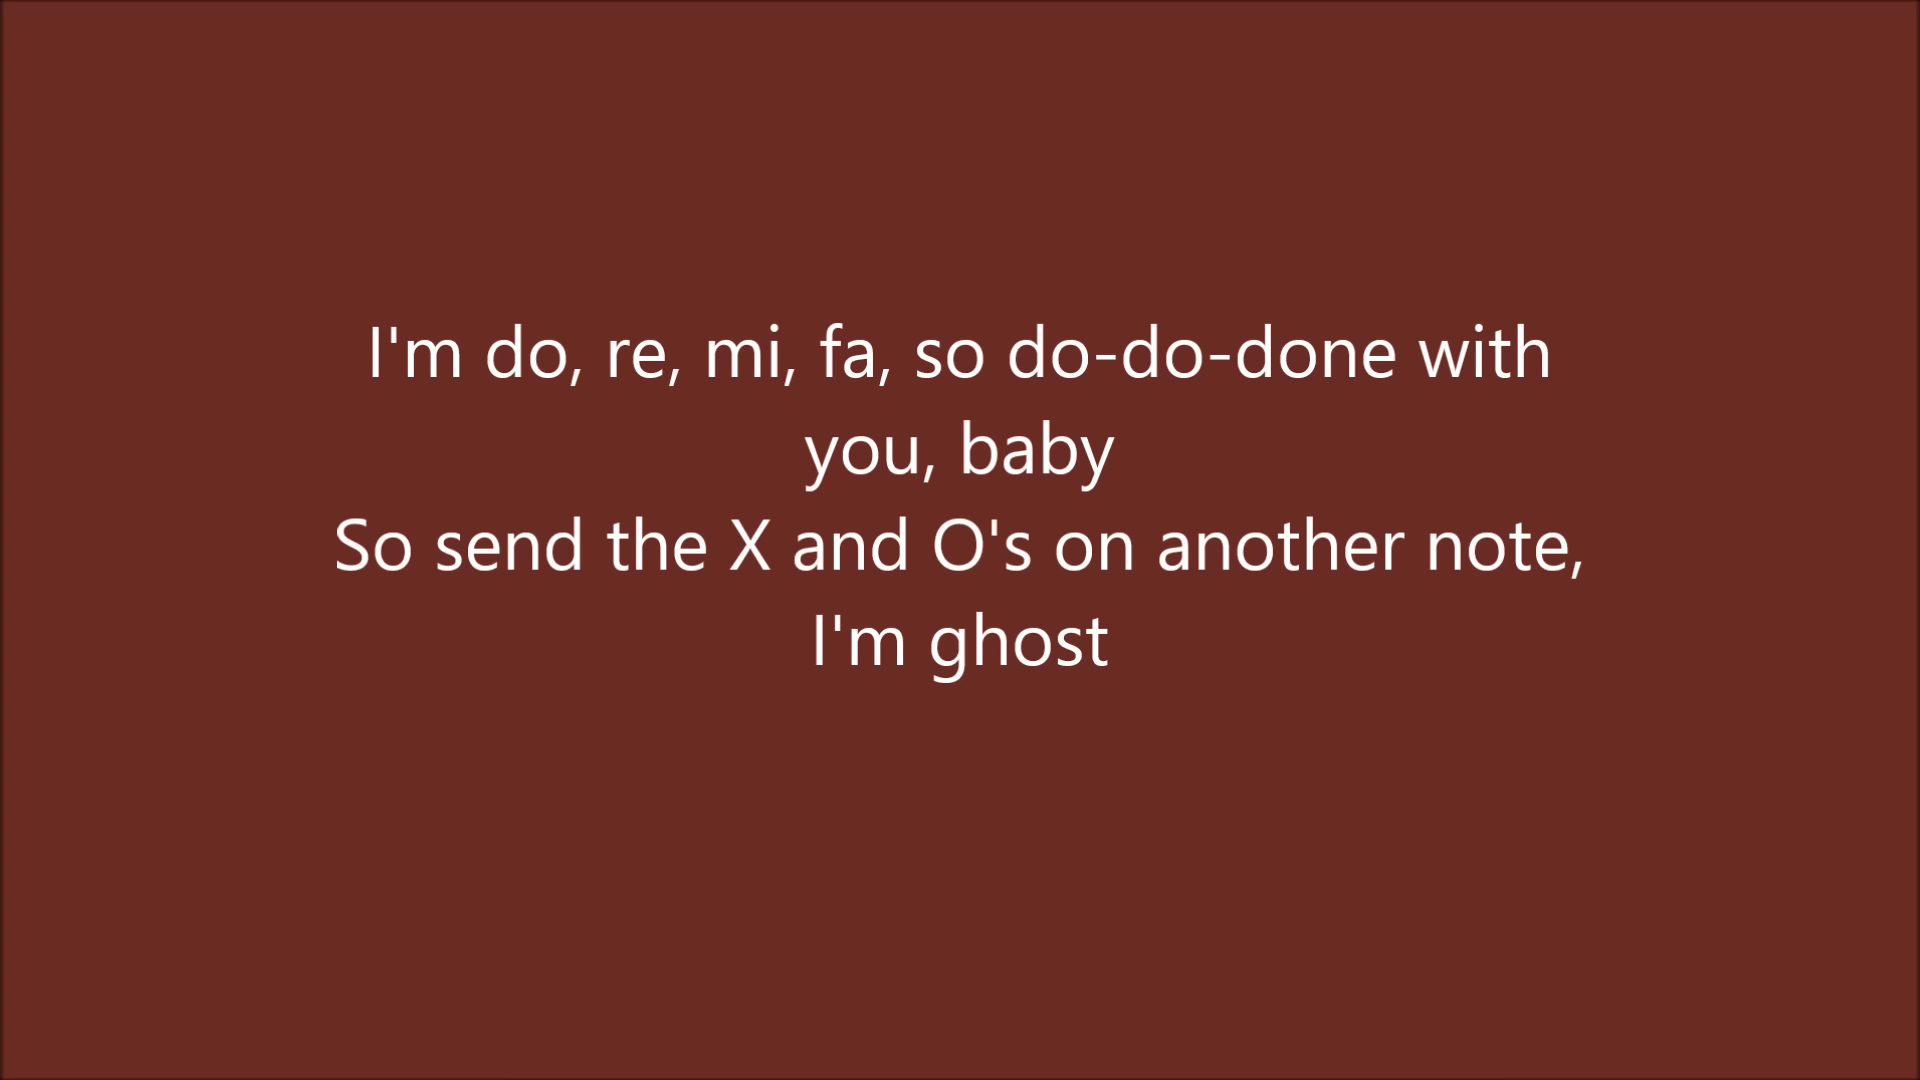 I'm do, re, mi, fa, so do-do-done with
you, baby
So send the X and O's on another note,
I'm ghost